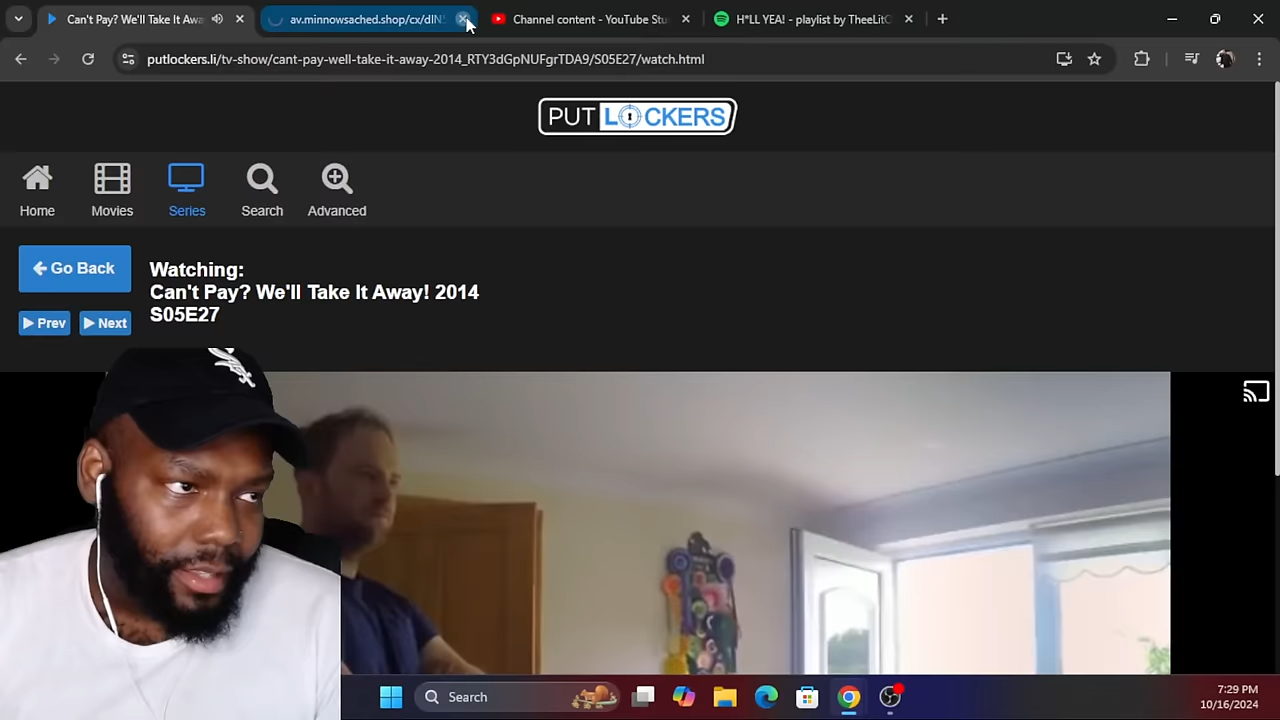 Can't Pay? We'll Take It Awa
av.minnowsached.shop/cx/dIN
Channel content - YouTube Stu
H*LL YEA! - playlist by TheeLitO
putlockers.li/tv-show/cant-pay-well-take-it-away-2014_RTY3dGpNUFgrTDA9/S05E27/watch.html
PUT LOCKERS
Home
Movies
Series
Search
Advanced
Go Back
Watching:
Can't Pay? We'll Take It Away! 2014
S05E27
Prev
Next
Search
7:29 PM
10/16/2024